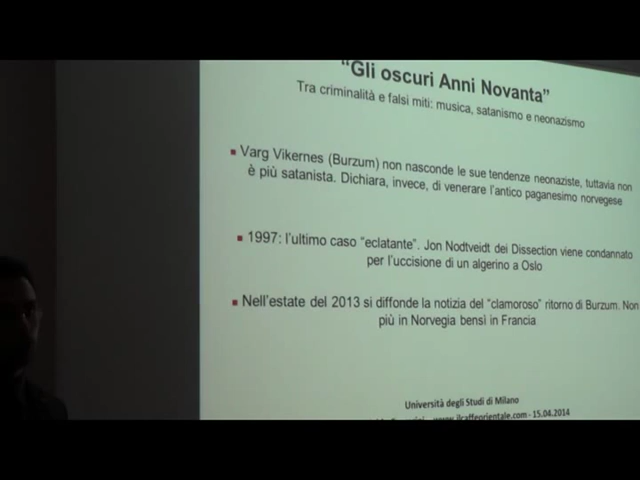 “Gli oscuri Anni Novanta”
Tra criminalità e falsi miti: musica, satanismo e neonazismo
Varg Vikernes (Burzum) non nasconde le sue tendenze neonaziste, tuttavia non
è più satanista. Dichiara, invece, di venerare l’antico paganesimo norvegese
1997: l’ultimo caso “eclatante”. Jon Nodtveidt dei Dissection viene condannato
per l’uccisione di un algerino a Oslo
Nell’estate del 2013 si diffonde la notizia del “clamoroso” ritorno di Burzum. Non
più in Norvegia bensì in Francia
Università degli Studi di Milano
www.ilcaffeorientale.com - 15.04.2014